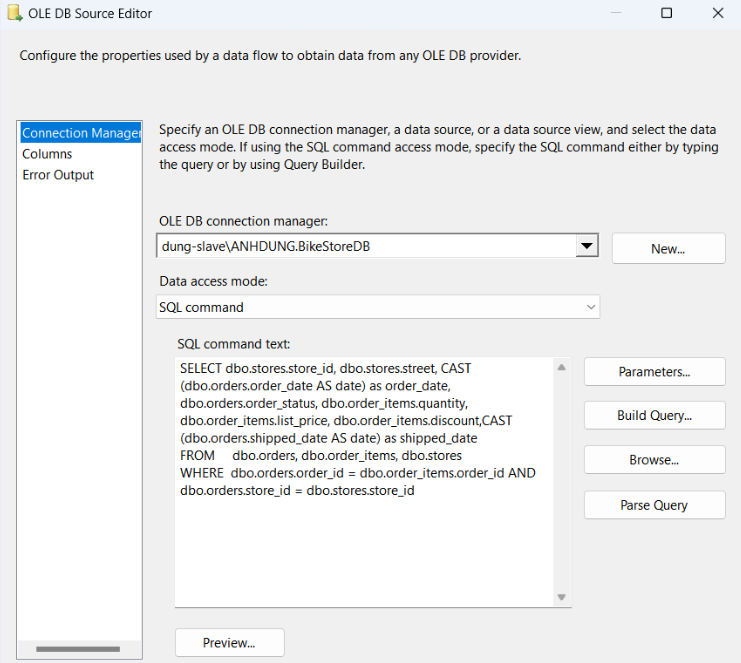 OLE DB Source Editor
Configure the properties used by a data flow to obtain data from any OLE DB provider.
Connection Manager
Columns
Error Output
Specify an OLE DB connection manager, a data source, or a data source view, and select the data
access mode. If using the SQL command access mode, specify the SQL command either by typing
the query or by using Query Builder.
OLE DB connection manager:
dung-slave\ANHDUNG.BikeStoreDB
New...
Data access mode:
SQL command
SQL command text:
SELECT dbo.stores.store_id, dbo.stores.street, CAST
(dbo.orders.order_date AS date) as order_date,
dbo.orders.order_status, dbo.order_items.quantity,
dbo.order_items.list_price, dbo.order_items.discount,CAST
(dbo.orders.shipped_date AS date) as shipped_date
FROM     dbo.orders, dbo.order_items, dbo.stores
WHERE  dbo.orders.order_id = dbo.order_items.order_id AND
dbo.orders.store_id = dbo.stores.store_id
Parameters...
Build Query...
Browse...
Parse Query
Preview...